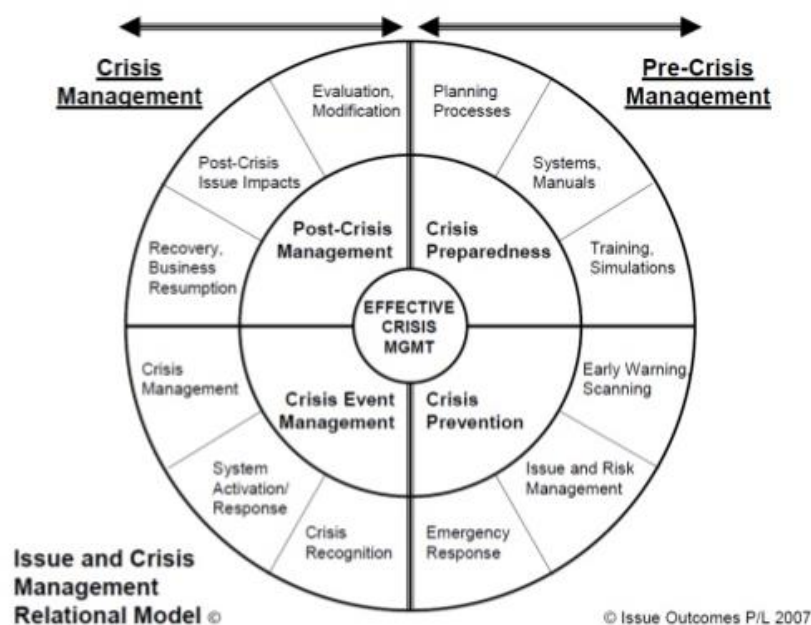 Crisis
Management
Pre-Crisis
Management
Evaluation,
Modification
Planning
Processes
Post-Crisis
Issue Impacts
Systems,
Manuals
Recovery,
Business
Resumption
Post-Crisis
Management
Crisis
Preparedness
Training,
Simulations
EFFECTIVE
CRISIS
MGMT
Crisis
Management
Crisis Event
Management
Crisis
Prevention
Early Warning,
Scanning
System
Activation/
Response
Issue and Risk
Management
Crisis
Recognition
Emergency
Response
Issue and Crisis
Management
Relational Model ©
© Issue Outcomes P/L 2007